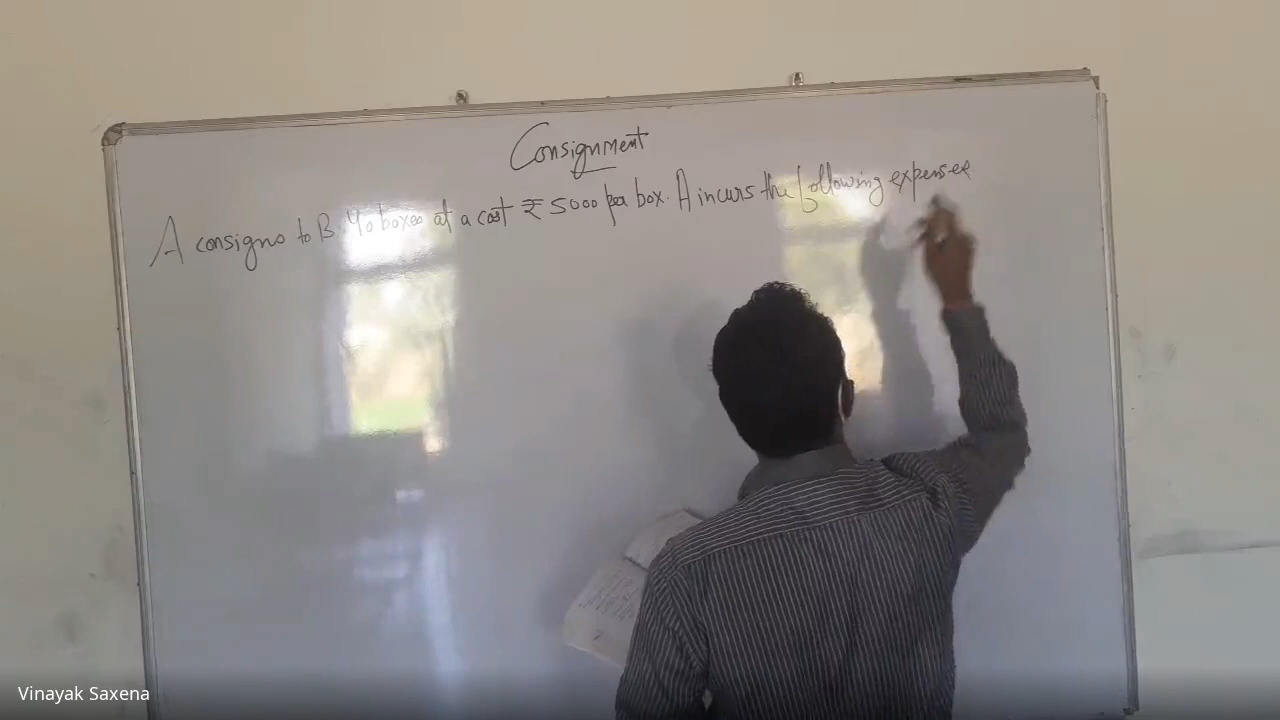 Consignment
A consigns to B 40 boxes at a cost ₹ 5000 per box. A incurs the following expenses
Vinayak Saxena